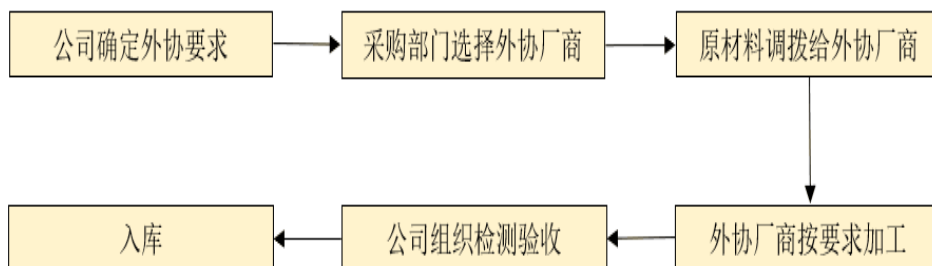 公司确定外协要求
采购部门选择外协厂商
原材料调拨给外协厂商
外协厂商按要求加工
公司组织检测验收
入库